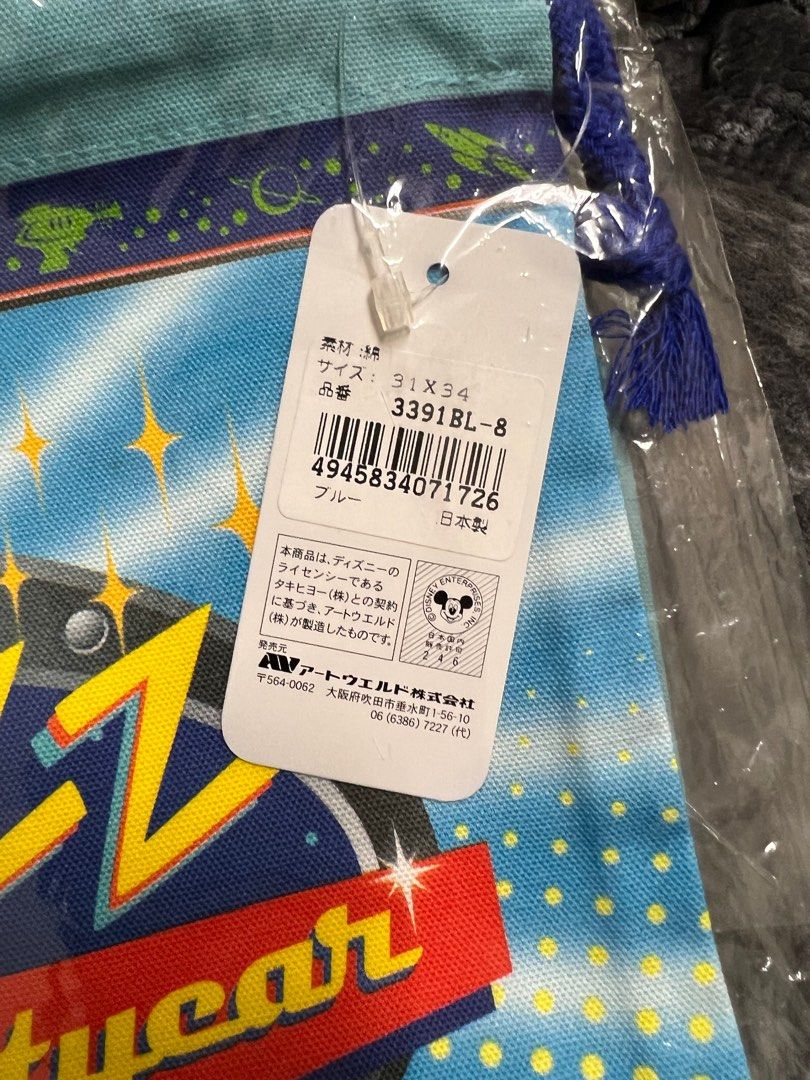 素材:綿
サイズ: 31X34
品番 3391BL-8
4945834071726
ブルー 日本製
本商品は、ディズニーの
ライセンシーである
タキヒヨー(株)との契約
に基づき、アートウエルド
(株)が製造したものです。
©DISNEY ENTERPRISES INC.
日本国内
販売許可
246
発売元
AW アートウエルド株式会社
〒564-0062 大阪府吹田市垂水町1-56-10
06 (6386) 7227 (代)
ZZ
tycar